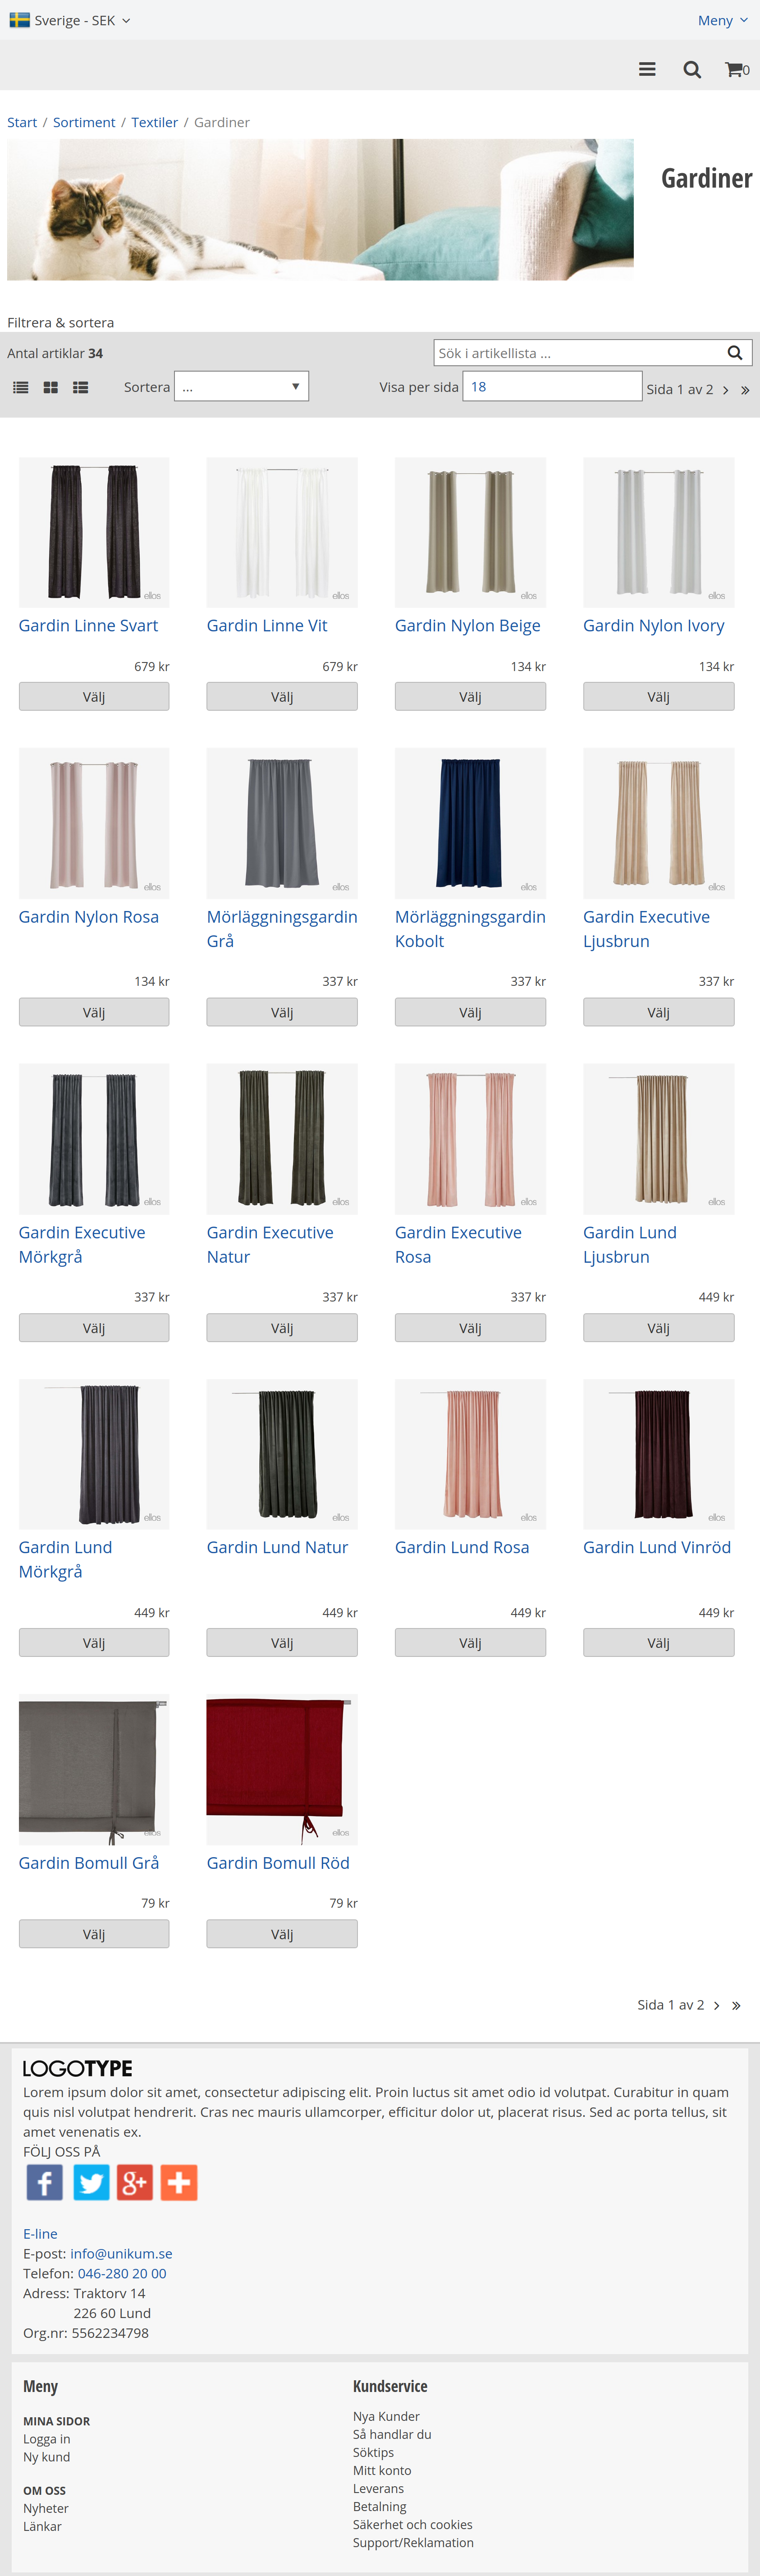 Sverige - SEK
Meny
0
Start / Sortiment / Textiler / Gardiner
Gardiner
Filtrera & sortera
Antal artiklar 34
Sök i artikellista ...
Sortera ...
Visa per sida 18
Sida 1 av 2
ellos
ellos
ellos
ellos
Gardin Linne Svart
Gardin Linne Vit
Gardin Nylon Beige
Gardin Nylon Ivory
679 kr
679 kr
134 kr
134 kr
Välj
Välj
Välj
Välj
ellos
ellos
ellos
ellos
Gardin Nylon Rosa
Mörläggningsgardin
Grå
Mörläggningsgardin
Kobolt
Gardin Executive
Ljusbrun
134 kr
337 kr
337 kr
337 kr
Välj
Välj
Välj
Välj
ellos
ellos
ellos
ellos
Gardin Executive
Mörkgrå
Gardin Executive
Natur
Gardin Executive
Rosa
Gardin Lund
Ljusbrun
337 kr
337 kr
337 kr
449 kr
Välj
Välj
Välj
Välj
ellos
ellos
ellos
ellos
Gardin Lund
Mörkgrå
Gardin Lund Natur
Gardin Lund Rosa
Gardin Lund Vinröd
449 kr
449 kr
449 kr
449 kr
Välj
Välj
Välj
Välj
ellos
ellos
Gardin Bomull Grå
Gardin Bomull Röd
79 kr
79 kr
Välj
Välj
Sida 1 av 2
LOGOTYPE
Lorem ipsum dolor sit amet, consectetur adipiscing elit. Proin luctus sit amet odio id volutpat. Curabitur in quam
quis nisl volutpat hendrerit. Cras nec mauris ullamcorper, efficitur dolor ut, placerat risus. Sed ac porta tellus, sit
amet venenatis ex.
FÖLJ OSS PÅ
E-line
E-post: info@unikum.se
Telefon: 046-280 20 00
Adress: Traktorv 14
226 60 Lund
Org.nr: 5562234798
Meny
MINA SIDOR
Logga in
Ny kund
OM OSS
Nyheter
Länkar
Kundservice
Nya Kunder
Så handlar du
Söktips
Mitt konto
Leverans
Betalning
Säkerhet och cookies
Support/Reklamation